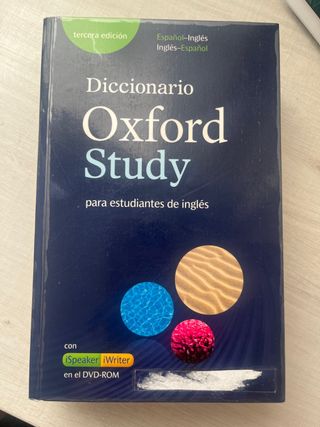 tercera edición
Español–Inglés
Inglés–Español
Diccionario
Oxford
Study
para estudiantes de inglés
con
iSpeaker iWriter
en el DVD-ROM